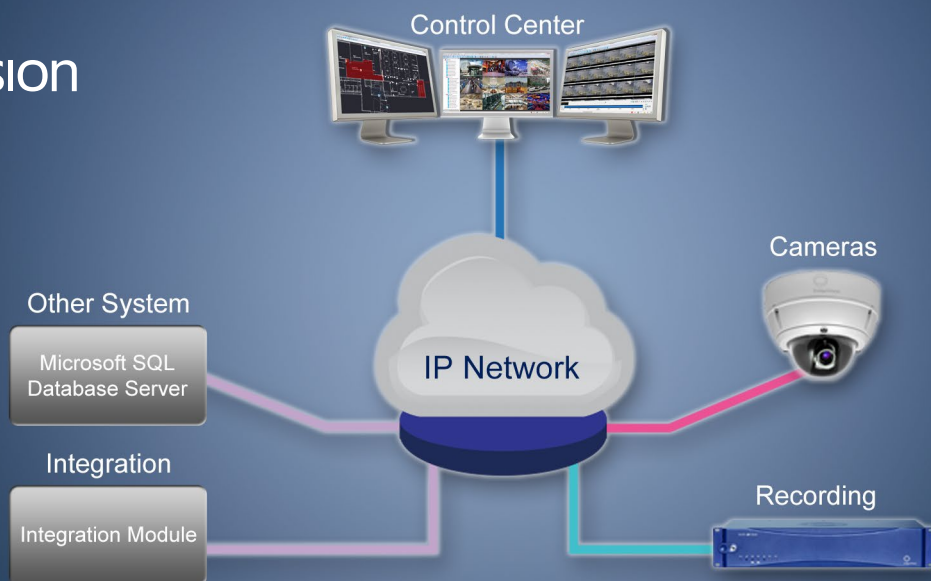 Control Center
sion
Cameras
Other System
Microsoft SQL
Database Server
IP Network
Integration
Integration Module
Recording